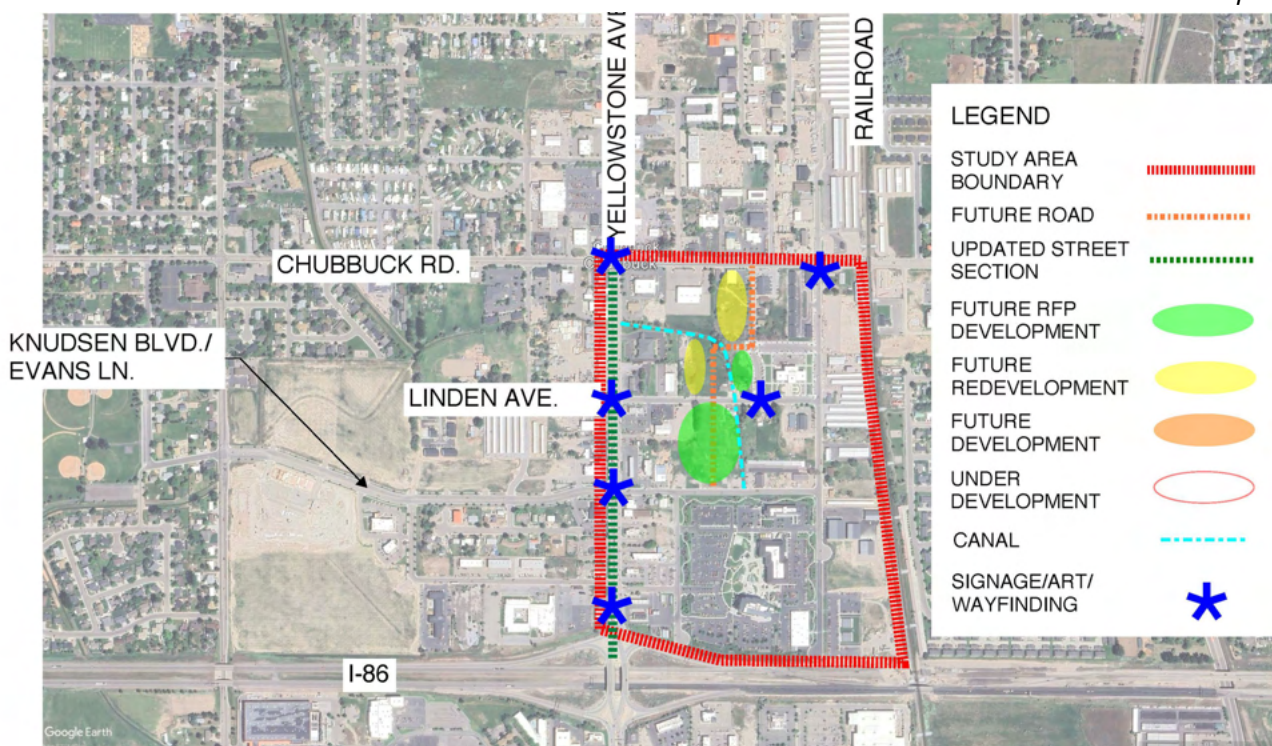 YELLOWSTONE AVE
RAILROAD
CHUBBUCK RD.
KNUDSEN BLVD./
EVANS LN.
LINDEN AVE.
I-86
LEGEND
STUDY AREA
BOUNDARY
FUTURE ROAD
UPDATED STREET
SECTION
FUTURE RFP
DEVELOPMENT
FUTURE
REDEVELOPMENT
FUTURE
DEVELOPMENT
UNDER
DEVELOPMENT
CANAL
SIGNAGE/ART/
WAYFINDING
Google Earth